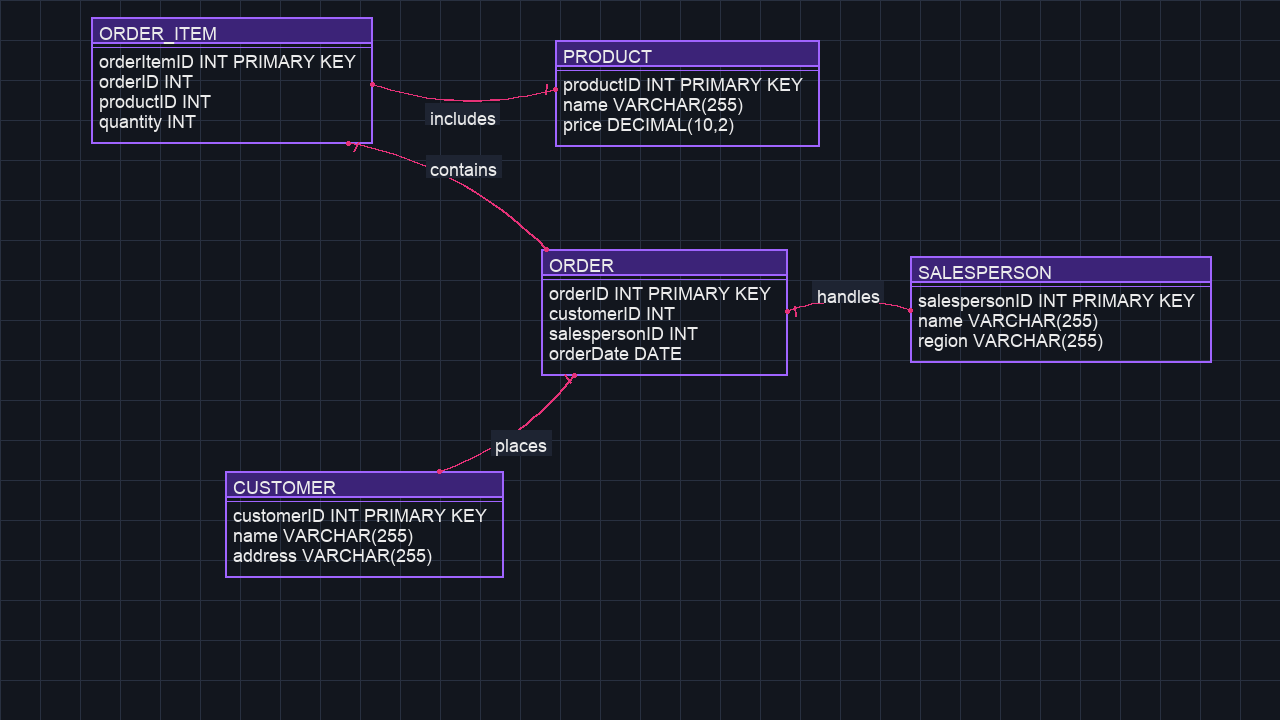 ORDER_ITEM
orderItemID INT PRIMARY KEY
orderID INT
productID INT
quantity INT
PRODUCT
productID INT PRIMARY KEY
name VARCHAR(255)
price DECIMAL(10,2)
includes
contains
ORDER
orderID INT PRIMARY KEY
customerID INT
salespersonID INT
orderDate DATE
handles
SALESPERSON
salespersonID INT PRIMARY KEY
name VARCHAR(255)
region VARCHAR(255)
places
CUSTOMER
customerID INT PRIMARY KEY
name VARCHAR(255)
address VARCHAR(255)